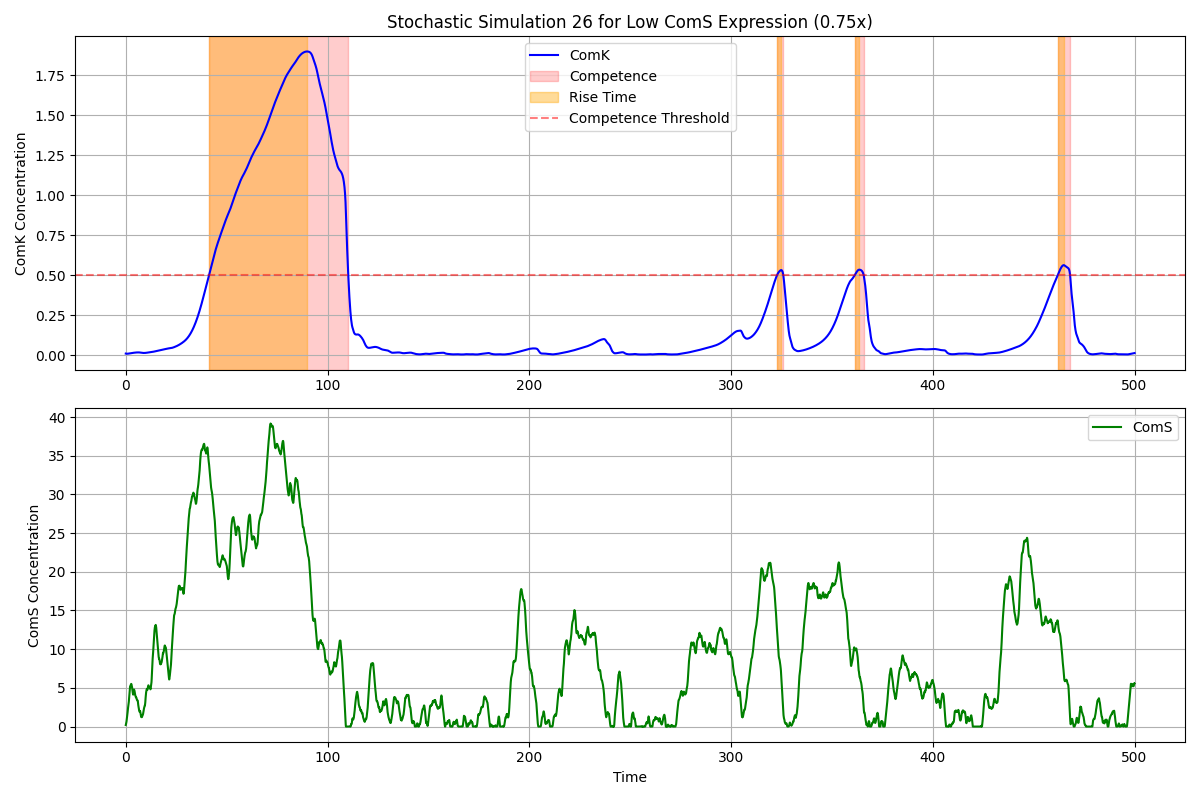 Stochastic Simulation 26 for Low ComS Expression (0.75x)
ComK
Competence
Rise Time
Competence Threshold
ComK Concentration
1.75
1.50
1.25
1.00
0.75
0.50
0.25
0.00
0 100 200 300 400 500
ComS
ComS Concentration
40
35
30
25
20
15
10
5
0
0 100 200 300 400 500
Time